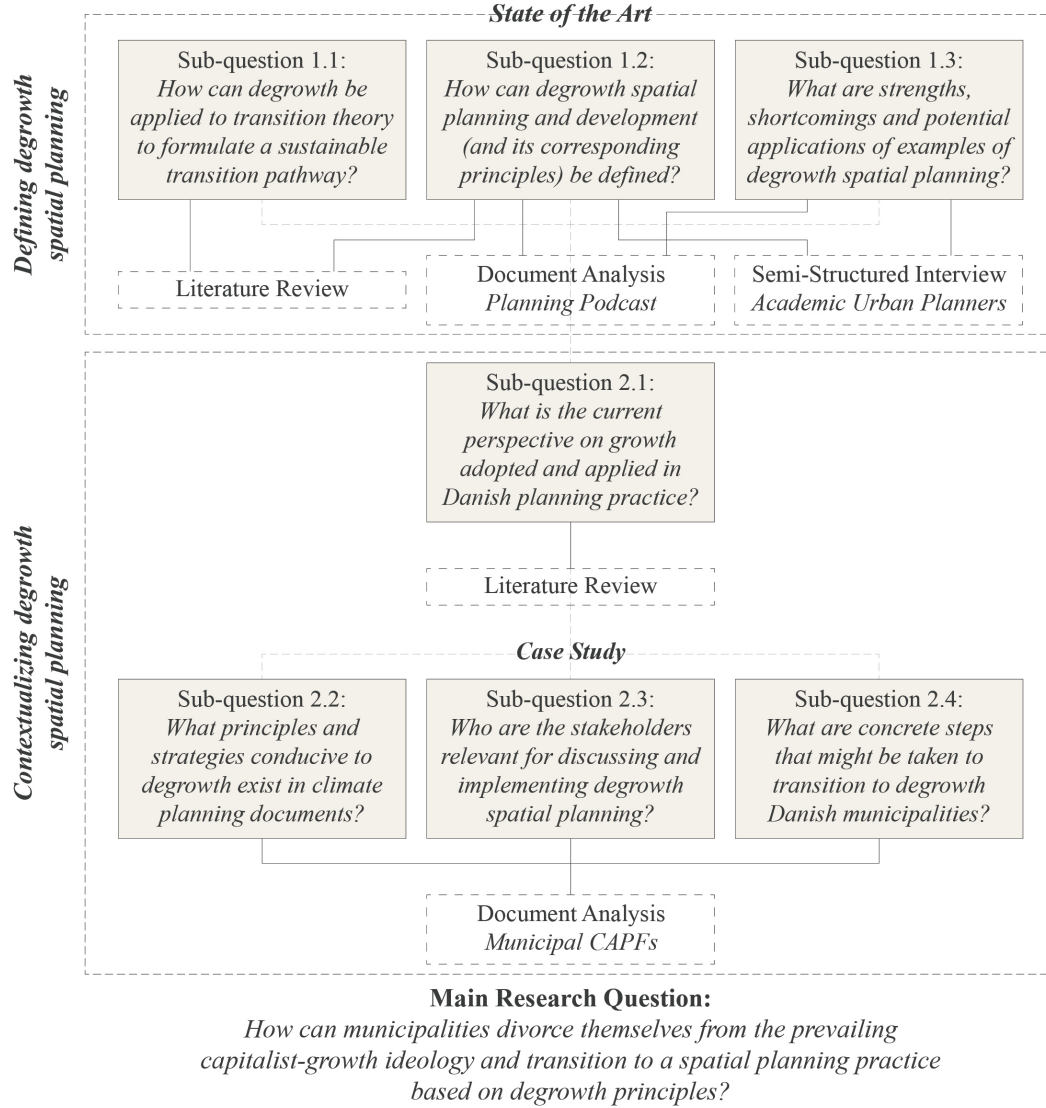 State of the Art
Defining degrowth
spatial planning
Sub-question 1.1:
How can degrowth be
applied to transition theory
to formulate a sustainable
transition pathway?
Sub-question 1.2:
How can degrowth spatial
planning and development
(and its corresponding
principles) be defined?
Sub-question 1.3:
What are strengths,
shortcomings and potential
applications of examples of
degrowth spatial planning?
Literature Review
Document Analysis
Planning Podcast
Semi-Structured Interview
Academic Urban Planners
Contextualizing degrowth
spatial planning
Sub-question 2.1:
What is the current
perspective on growth
adopted and applied in
Danish planning practice?
Literature Review
Case Study
Sub-question 2.2:
What principles and
strategies conducive to
degrowth exist in climate
planning documents?
Sub-question 2.3:
Who are the stakeholders
relevant for discussing and
implementing degrowth
spatial planning?
Sub-question 2.4:
What are concrete steps
that might be taken to
transition to degrowth
Danish municipalities?
Document Analysis
Municipal CAPFs
Main Research Question:
How can municipalities divorce themselves from the prevailing
capitalist-growth ideology and transition to a spatial planning practice
based on degrowth principles?